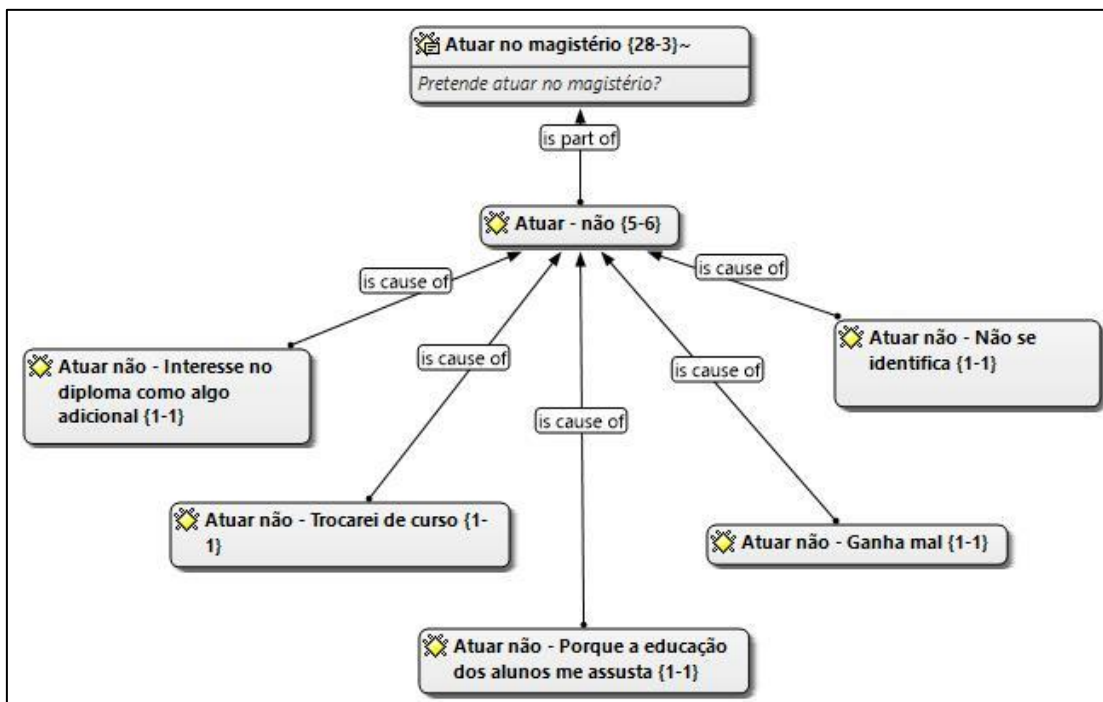 Atuar no magistério {28-3}~
Pretende atuar no magistério?
is part of
Atuar - não {5-6}
is cause of
is cause of
is cause of
is cause of
is cause of
Atuar não - Não se
identifica {1-1}
Atuar não - Interesse no
diploma como algo
adicional {1-1}
Atuar não - Trocarei de curso {1-
1}
Atuar não - Ganha mal {1-1}
Atuar não - Porque a educação
dos alunos me assusta {1-1}